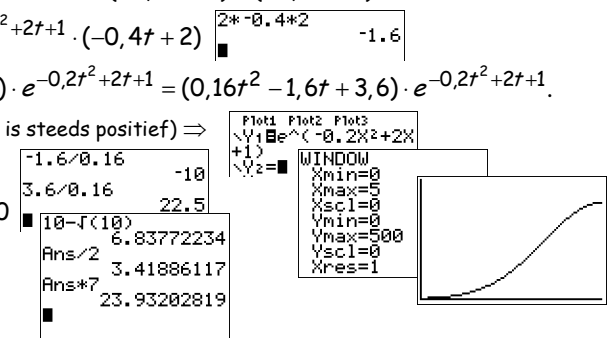 ²+2t+1 · (−0,4t + 2)
2*-0.4*2
-1.6
) · e^−0,2t²+2t+1 = (0,16t² − 1,6t + 3,6) · e^−0,2t²+2t+1.
is steeds positief) ⇒
Plot1 Plot2 Plot3
\Y1=e^(-0.2X²+2X
+1)
\Y2=
WINDOW
Xmin=0
Xmax=5
Xscl=0
Ymin=0
Ymax=500
Yscl=0
Xres=1
-1.6/0.16
-10
3.6/0.16
22.5
0
10-√(10)
6.83772234
Ans/2
3.41886117
Ans*7
23.93202819